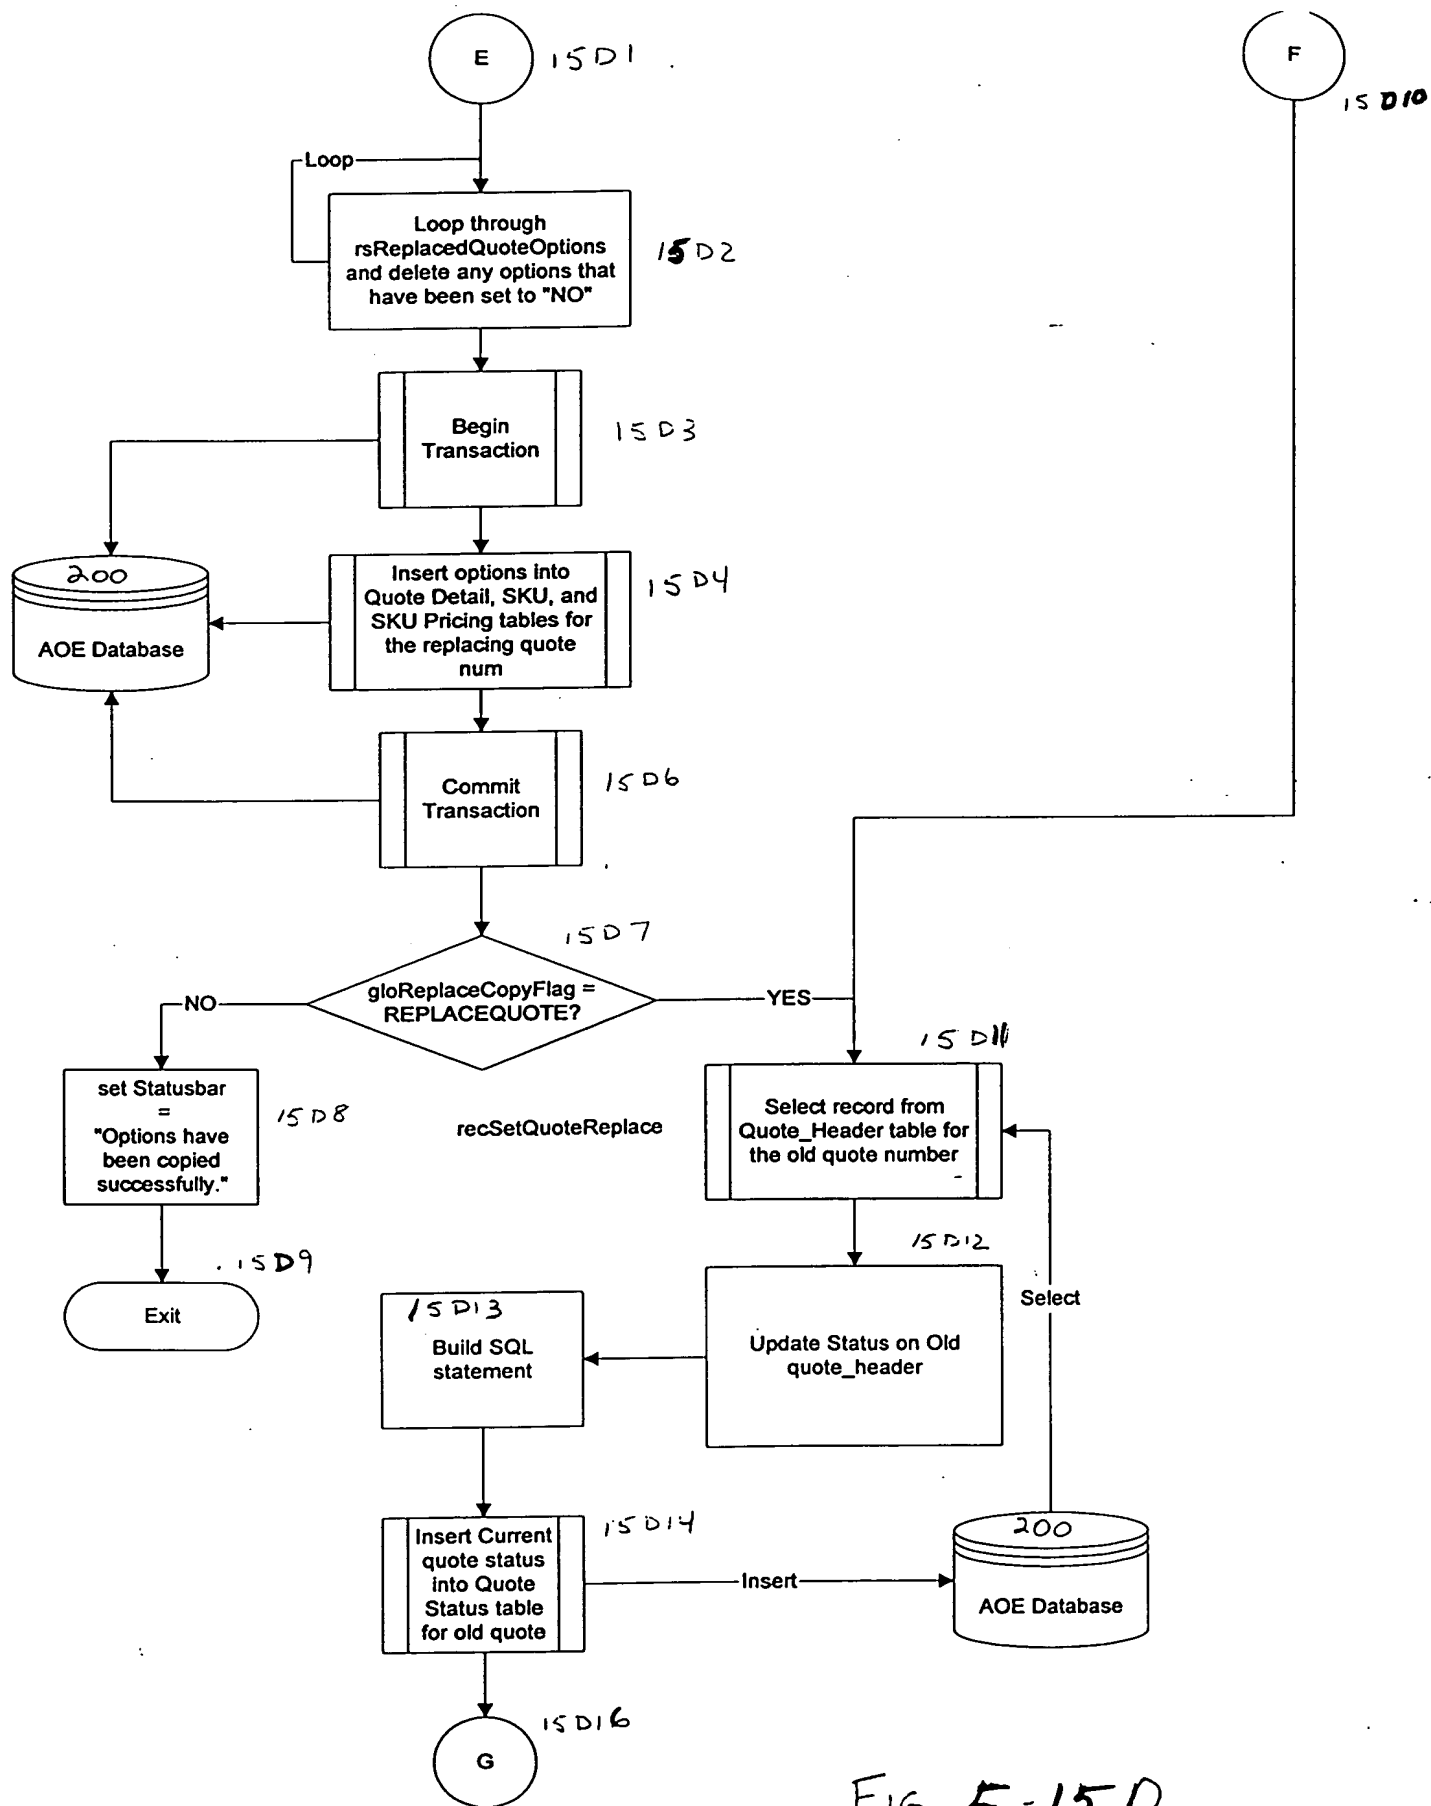 E
15D1
F
15D10
Loop
Loop through
rsReplacedQuoteOptions
and delete any options that
have been set to "NO"
15D2
Begin
Transaction
15D3
200
AOE Database
Insert options into
Quote Detail, SKU, and
SKU Pricing tables for
the replacing quote
num
15D4
Commit
Transaction
15D6
15D7
gloReplaceCopyFlag =
REPLACEQUOTE?
NO
YES
set Statusbar
=
"Options have
been copied
successfully."
15D8
15D9
Exit
recSetQuoteReplace
15D11
Select record from
Quote_Header table for
the old quote number
15D12
Update Status on Old
quote_header
Select
15D13
Build SQL
statement
Insert Current
quote status
into Quote
Status table
for old quote
15D14
Insert
200
AOE Database
15D16
G
FIG 5-15D